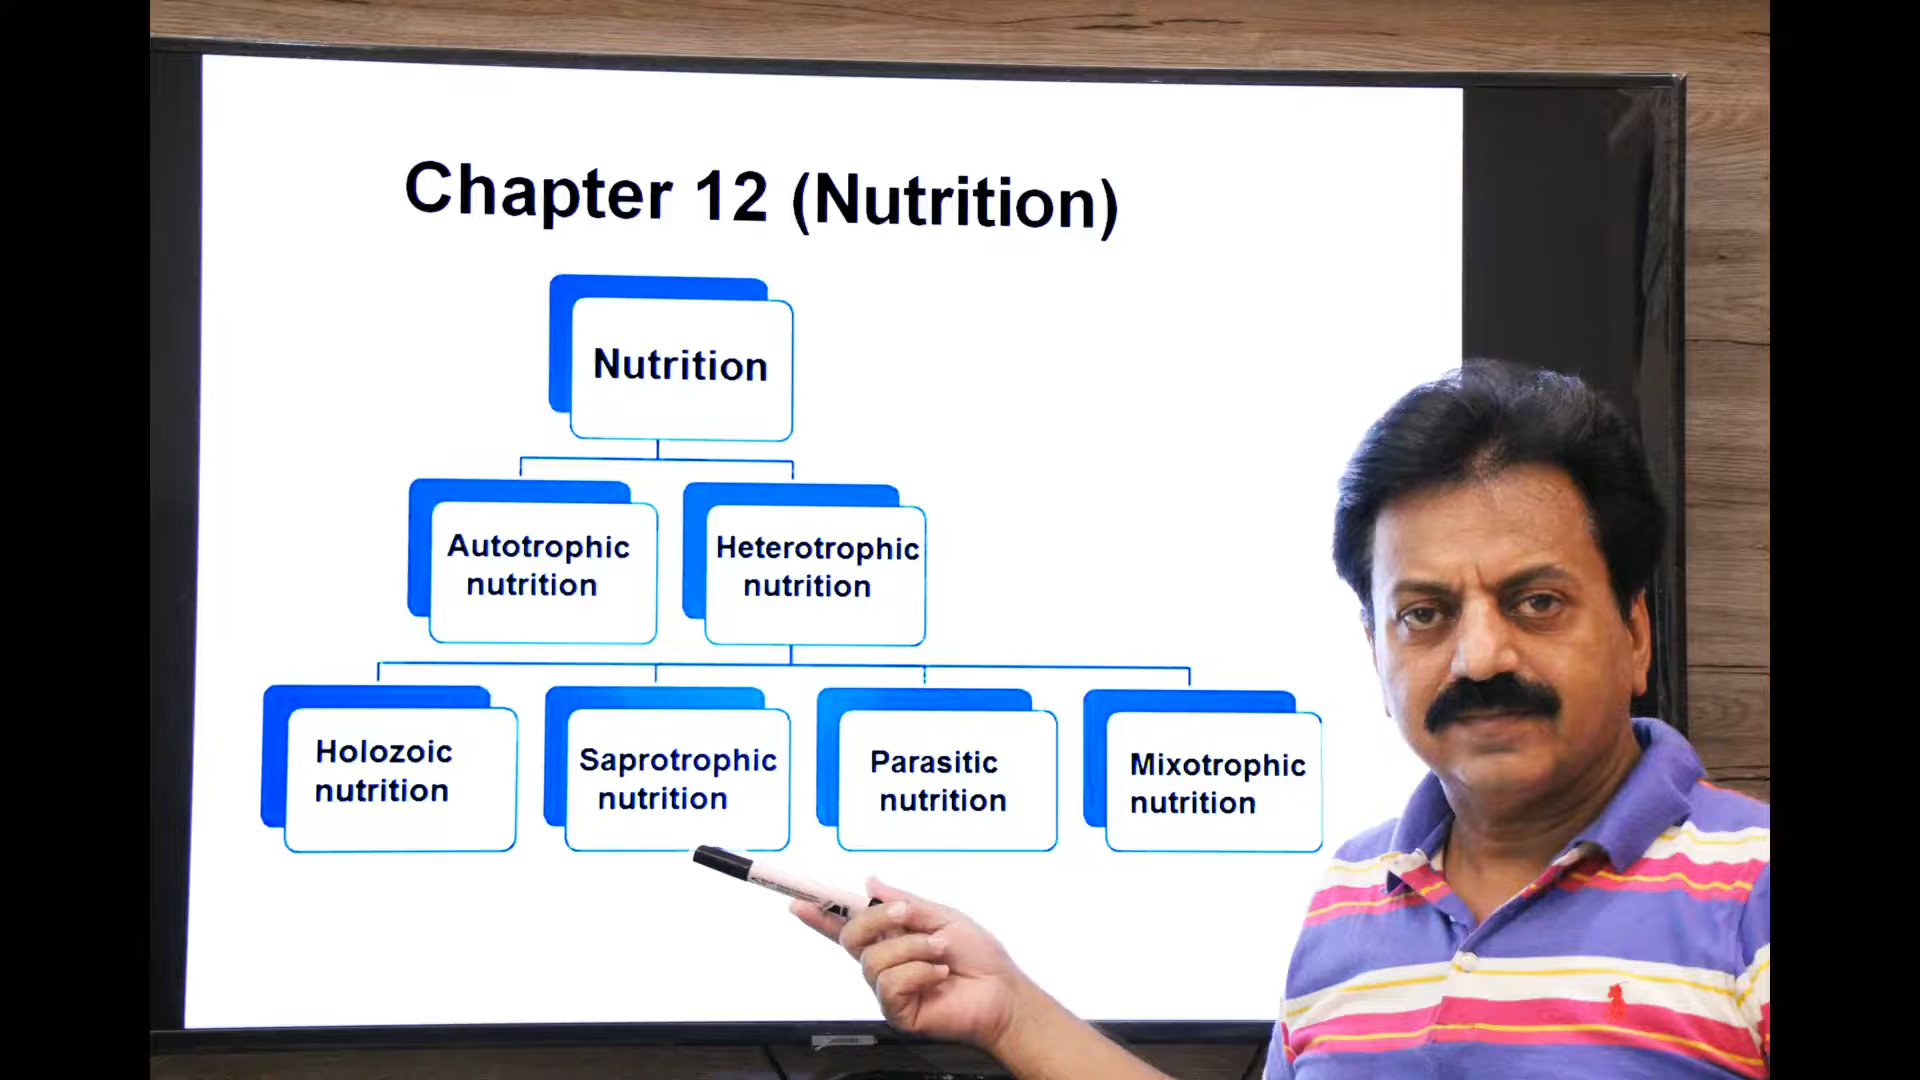 Chapter 12 (Nutrition)
Nutrition
Autotrophic
nutrition
Heterotrophic
nutrition
Holozoic
nutrition
Saprotrophic
nutrition
Parasitic
nutrition
Mixotrophic
nutrition